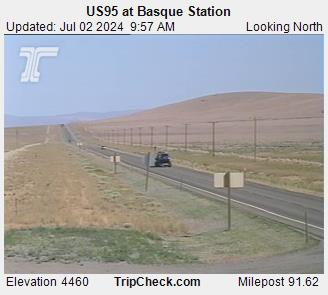 US95 at Basque Station
Updated: Jul 02 2024 9:57 AM Looking North
Elevation 4460 TripCheck.com Milepost 91.62